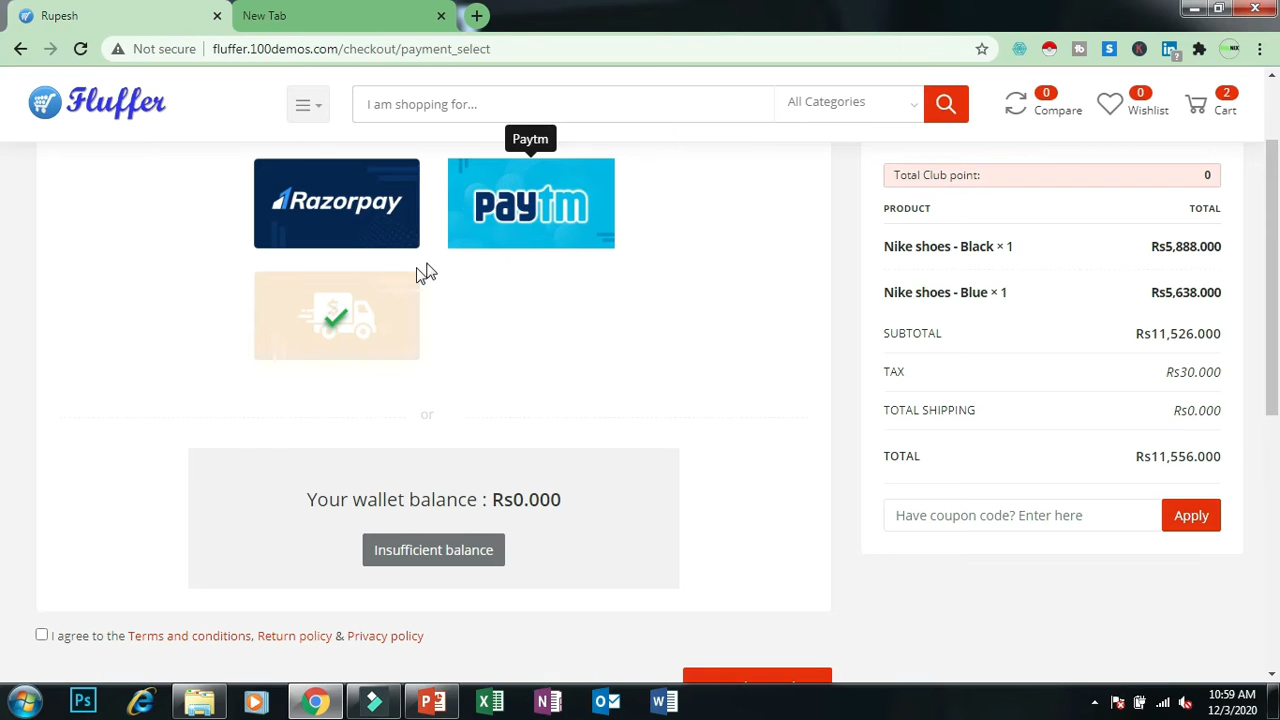 Rupesh
New Tab
Not secure
fluffer.100demos.com/checkout/payment_select
Fluffer
I am shopping for...
All Categories
0
Compare
0
Wishlist
2
Cart
Paytm
Razorpay
paytm
$
or
Your wallet balance : Rs0.000
Insufficient balance
I agree to the Terms and conditions, Return policy & Privacy policy
Total Club point: 0
PRODUCT TOTAL
Nike shoes - Black × 1 Rs5,888.000
Nike shoes - Blue × 1 Rs5,638.000
SUBTOTAL Rs11,526.000
TAX Rs30.000
TOTAL SHIPPING Rs0.000
TOTAL Rs11,556.000
Have coupon code? Enter here
Apply
10:59 AM
12/3/2020